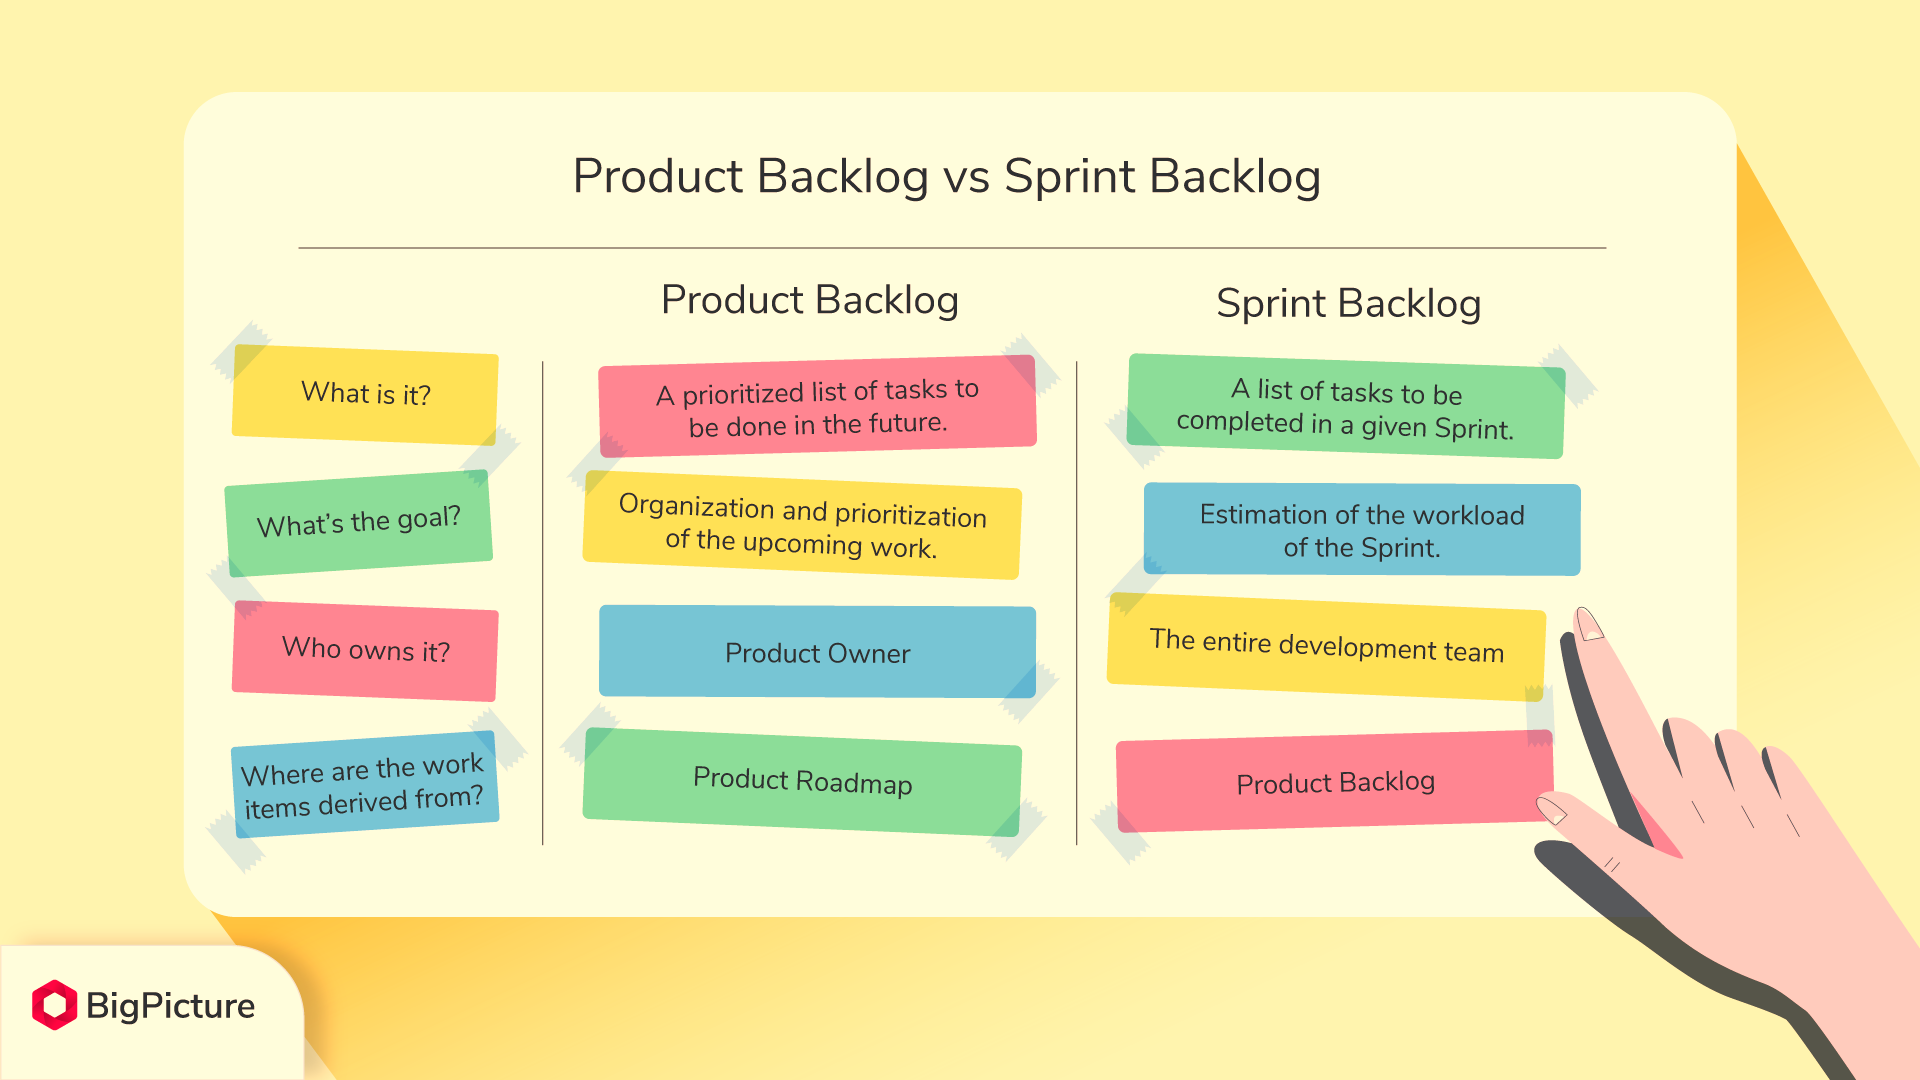 Product Backlog vs Sprint Backlog
Product Backlog
Sprint Backlog
What is it?
A prioritized list of tasks to
be done in the future.
A list of tasks to be
completed in a given Sprint.
What's the goal?
Organization and prioritization
of the upcoming work.
Estimation of the workload
of the Sprint.
Who owns it?
Product Owner
The entire development team
Where are the work
items derived from?
Product Roadmap
Product Backlog
BigPicture